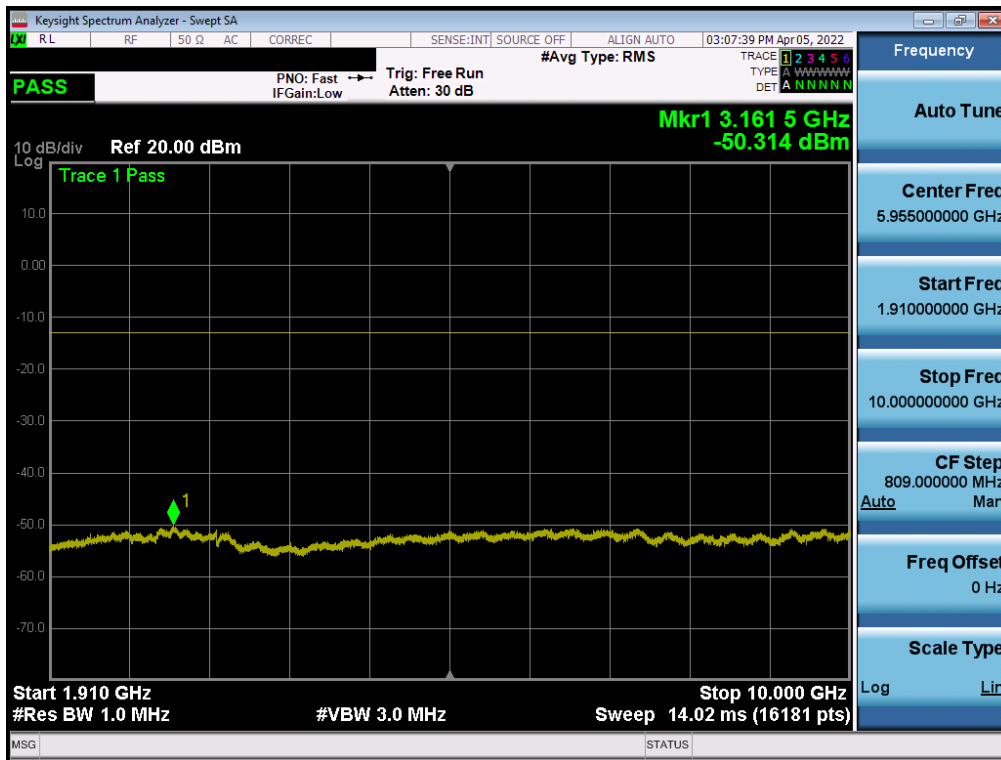 Keysight Spectrum Analyzer - Swept SA
LXI RL RF 50 Ω AC CORREC SENSE:INT SOURCE OFF ALIGN AUTO 03:07:39 PM Apr 05, 2022
#Avg Type: RMS TRACE 1 2 3 4 5 6
PNO: Fast Trig: Free Run TYPE A WWWWW
PASS IFGain:Low Atten: 30 dB DET A N N N N N
Mkr1 3.161 5 GHz
-50.314 dBm
10 dB/div Ref 20.00 dBm
Log
Trace 1 Pass
10.0
0.00
-10.0
-20.0
-30.0
-40.0
1
-50.0
-60.0
-70.0
Start 1.910 GHz Stop 10.000 GHz
#Res BW 1.0 MHz #VBW 3.0 MHz Sweep 14.02 ms (16181 pts)
MSG STATUS
Frequency
Auto Tune
Center Freq
5.955000000 GHz
Start Freq
1.910000000 GHz
Stop Freq
10.000000000 GHz
CF Step
809.000000 MHz
Auto Man
Freq Offset
0 Hz
Scale Type
Log Lin